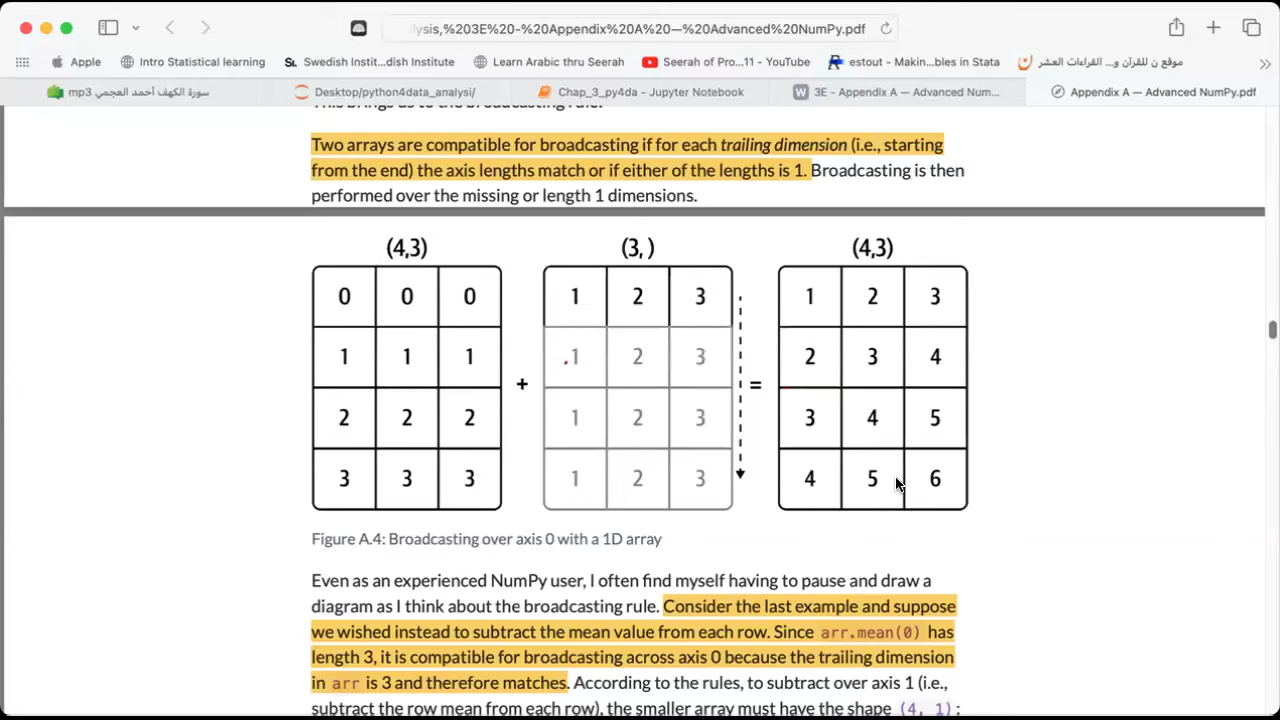 lysis,%203E%20-%20Appendix%20A%20—%20Advanced%20NumPy.pdf
Apple
Intro Statistical learning
Swedish Instit...dish Institute
Learn Arabic thru Seerah
Seerah of Pro...11 - YouTube
estout - Makin...bles in Stata
موقع ن للقرآن و... القراءات العشر
سورة الكهف أحمد العجمي mp3
Desktop/python4data_analysi/
Chap_3_py4da - Jupyter Notebook
3E - Appendix A — Advanced Num...
Appendix A — Advanced NumPy.pdf
This brings us to the broadcasting rule:
Two arrays are compatible for broadcasting if for each trailing dimension (i.e., starting
from the end) the axis lengths match or if either of the lengths is 1. Broadcasting is then
performed over the missing or length 1 dimensions.
(4,3) (3, ) (4,3)
0 0 0 1 2 3 1 2 3
1 1 1 1 2 3 2 3 4
+ =
2 2 2 1 2 3 3 4 5
3 3 3 1 2 3 4 5 6
Figure A.4: Broadcasting over axis 0 with a 1D array
Even as an experienced NumPy user, I often find myself having to pause and draw a
diagram as I think about the broadcasting rule. Consider the last example and suppose
we wished instead to subtract the mean value from each row. Since arr.mean(0) has
length 3, it is compatible for broadcasting across axis 0 because the trailing dimension
in arr is 3 and therefore matches. According to the rules, to subtract over axis 1 (i.e.,
subtract the row mean from each row), the smaller array must have the shape (4, 1):